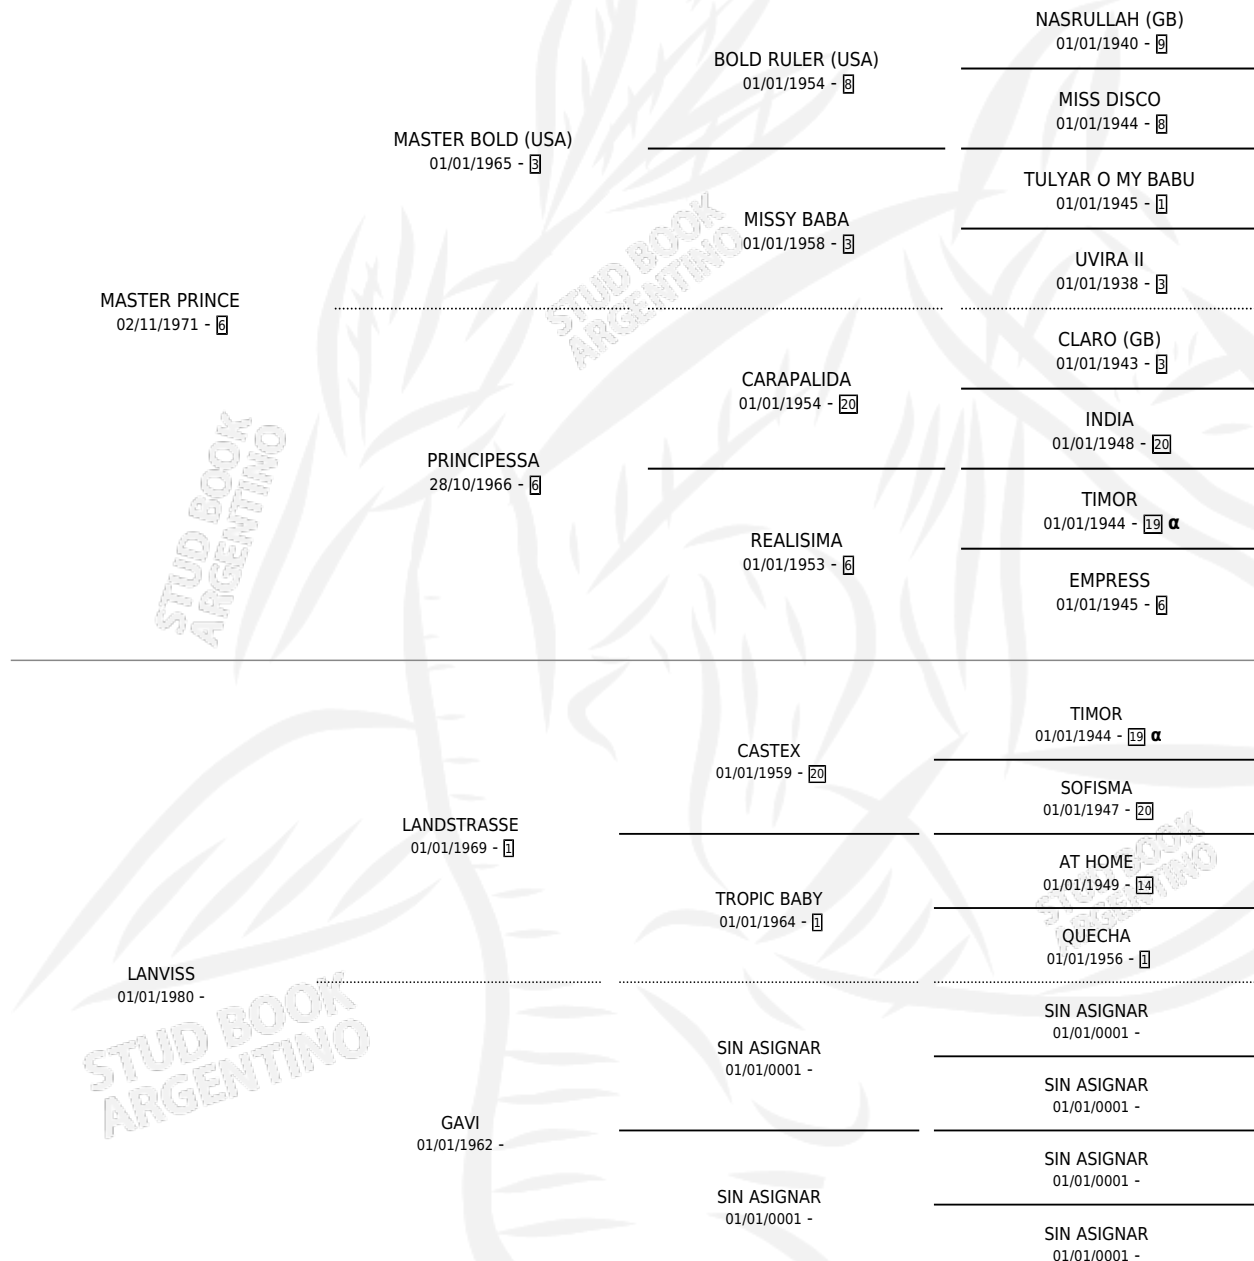 NASRULLAH (GB)
01/01/1940 - 9
BOLD RULER (USA)
01/01/1954 - 8
MISS DISCO
01/01/1944 - 8
MASTER BOLD (USA)
01/01/1965 - 3
TULYAR O MY BABU
01/01/1945 - 1
MISSY BABA
01/01/1958 - 3
UVIRA II
01/01/1938 - 3
MASTER PRINCE
02/11/1971 - 6
CLARO (GB)
01/01/1943 - 3
CARAPALIDA
01/01/1954 - 20
INDIA
01/01/1948 - 20
PRINCIPESSA
28/10/1966 - 6
TIMOR
01/01/1944 - 19 α
REALISIMA
01/01/1953 - 6
EMPRESS
01/01/1945 - 6
TIMOR
01/01/1944 - 19 α
CASTEX
01/01/1959 - 20
SOFISMA
01/01/1947 - 20
LANDSTRASSE
01/01/1969 - 1
AT HOME
01/01/1949 - 14
TROPIC BABY
01/01/1964 - 1
QUECHA
01/01/1956 - 1
LANVISS
01/01/1980 -
SIN ASIGNAR
01/01/0001 -
SIN ASIGNAR
01/01/0001 -
SIN ASIGNAR
01/01/0001 -
GAVI
01/01/1962 -
SIN ASIGNAR
01/01/0001 -
SIN ASIGNAR
01/01/0001 -
SIN ASIGNAR
01/01/0001 -
STUD BOOK
ARGENTINO
STUD BOOK
ARGENTINO
STUD BOOK
ARGENTINO
STUD BOOK
ARGENTINO